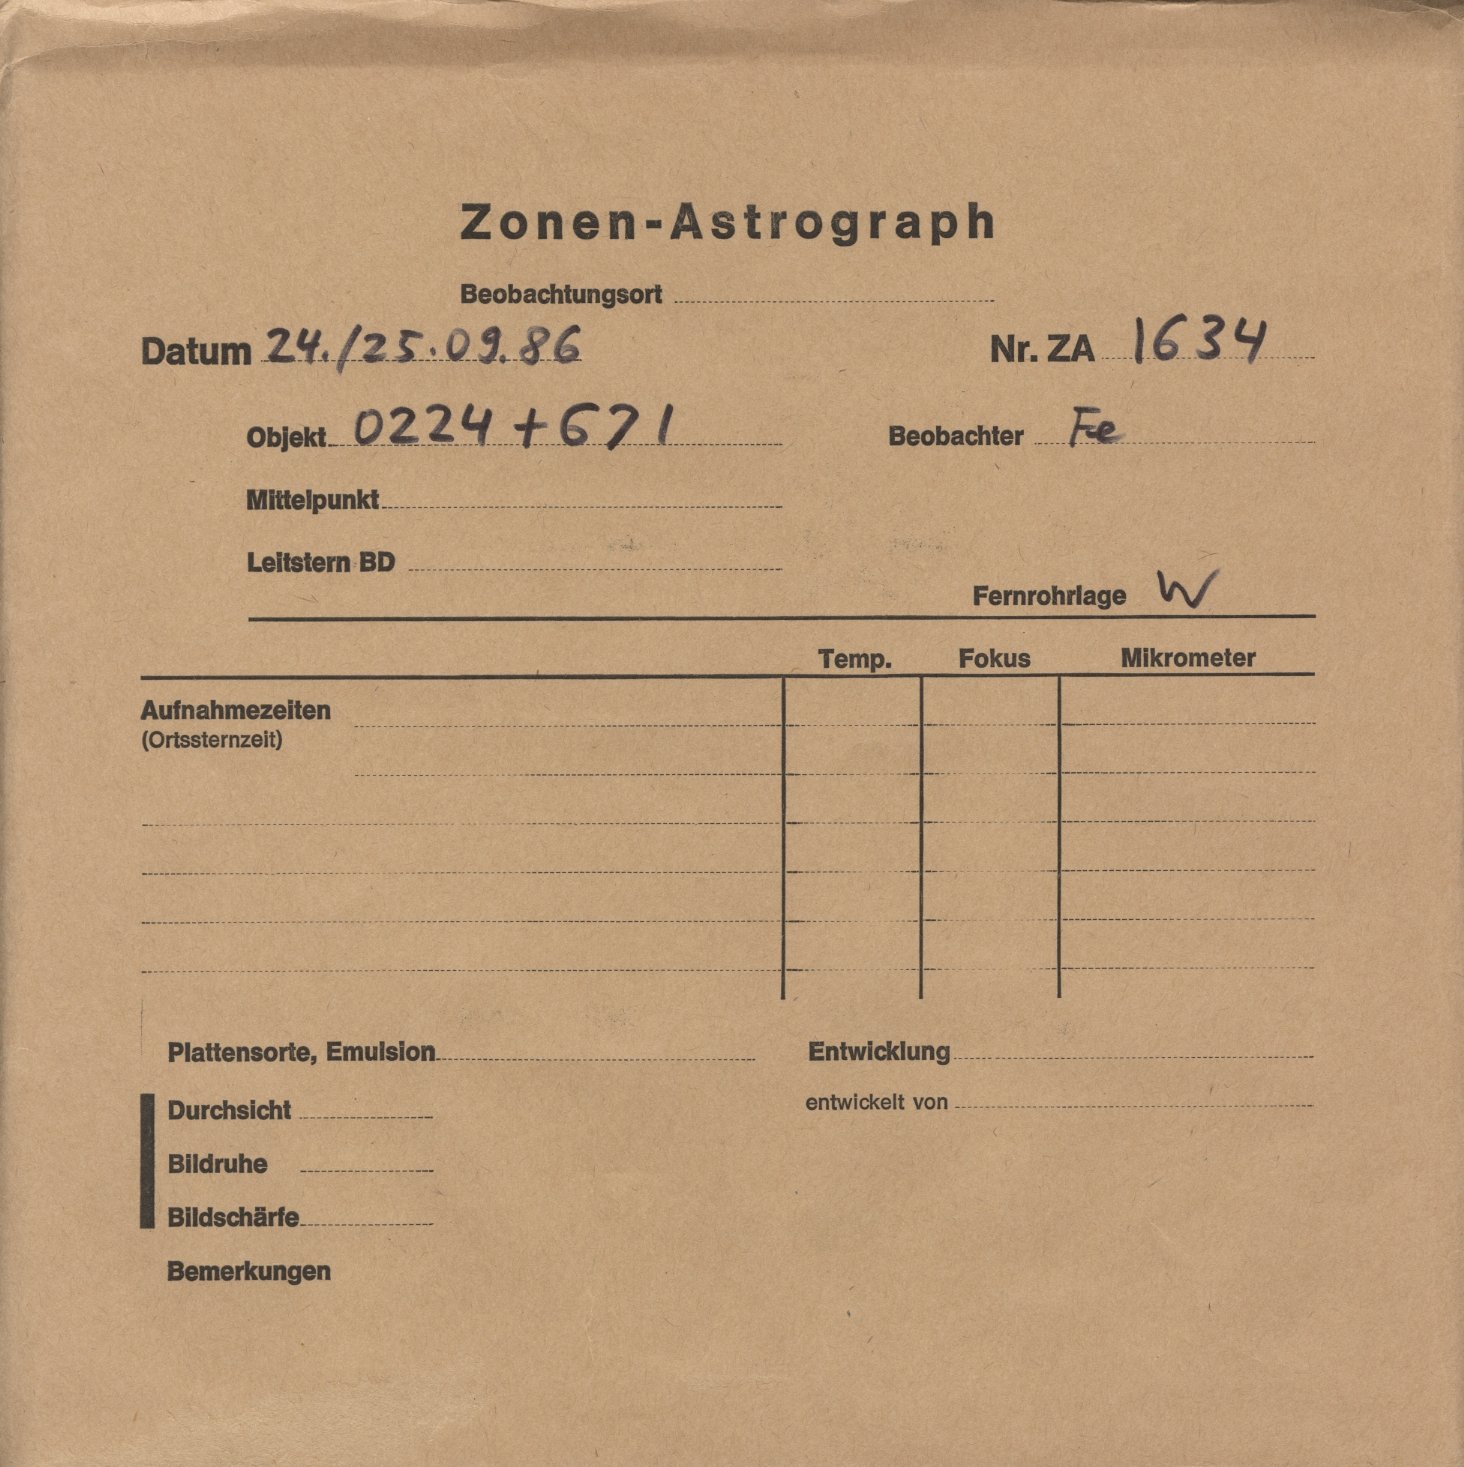 Zonen-Astrograph
Beobachtungsort
Datum 24./25.09.86 Nr. ZA 1634
Objekt 0224+671 Beobachter Fe
Mittelpunkt
Leitstern BD
Fernrohrlage W
Temp. Fokus Mikrometer
Aufnahmezeiten
(Ortssternzeit)
Plattensorte, Emulsion Entwicklung
Durchsicht entwickelt von
Bildruhe
Bildschärfe
Bemerkungen